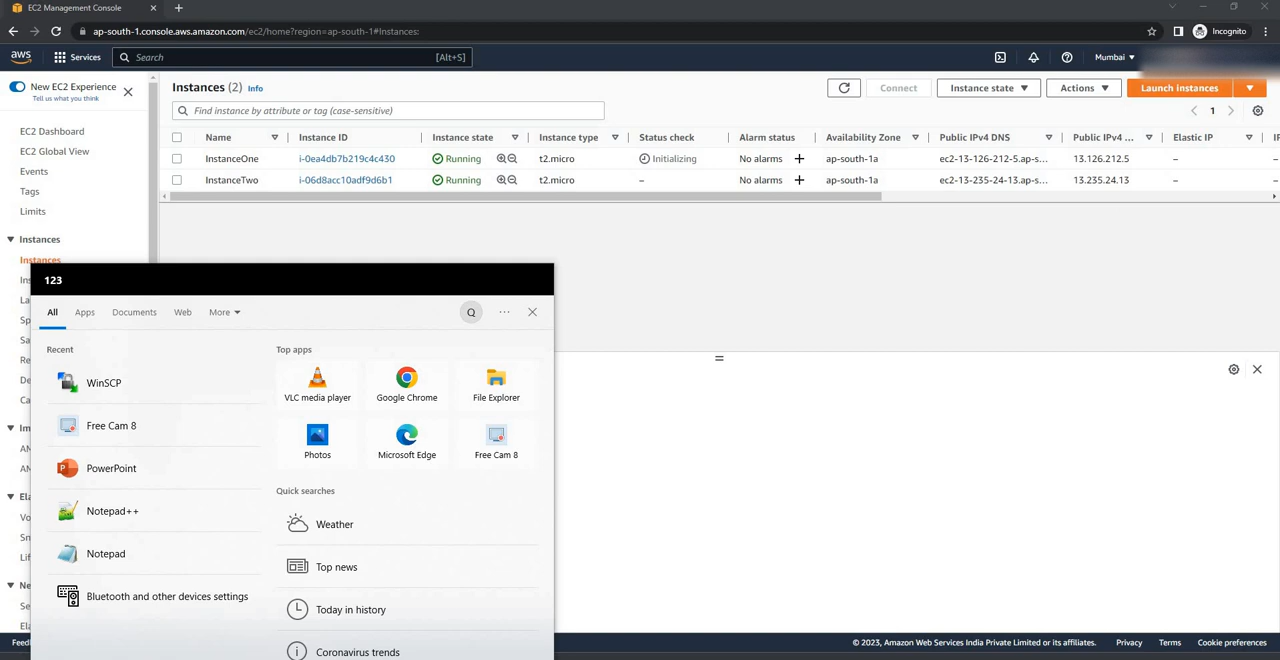 EC2 Management Console
ap-south-1.console.aws.amazon.com/ec2/home?region=ap-south-1#Instances:
Incognito
aws Services Search [Alt+S] Mumbai
New EC2 Experience
Tell us what you think
EC2 Dashboard
EC2 Global View
Events
Tags
Limits
Instances
Instances
Instances (2) Info
Connect Instance state Actions Launch instances
Find instance by attribute or tag (case-sensitive)
1
Name Instance ID Instance state Instance type Status check Alarm status Availability Zone Public IPv4 DNS Public IPv4 ... Elastic IP
InstanceOne i-0ea4db7b219c4c430 Running t2.micro Initializing No alarms + ap-south-1a ec2-13-126-212-5.ap-s... 13.126.212.5 – –
InstanceTwo i-06d8acc10adf9d6b1 Running t2.micro – No alarms + ap-south-1a ec2-13-235-24-13.ap-s... 13.235.24.13 – –
123
All Apps Documents Web More Q ...
Recent
WinSCP
Free Cam 8
PowerPoint
Notepad++
Notepad
Bluetooth and other devices settings
Top apps
VLC media player Google Chrome File Explorer
Photos Microsoft Edge Free Cam 8
Quick searches
Weather
Top news
Today in history
Coronavirus trends
© 2023, Amazon Web Services India Private Limited or its affiliates. Privacy Terms Cookie preferences